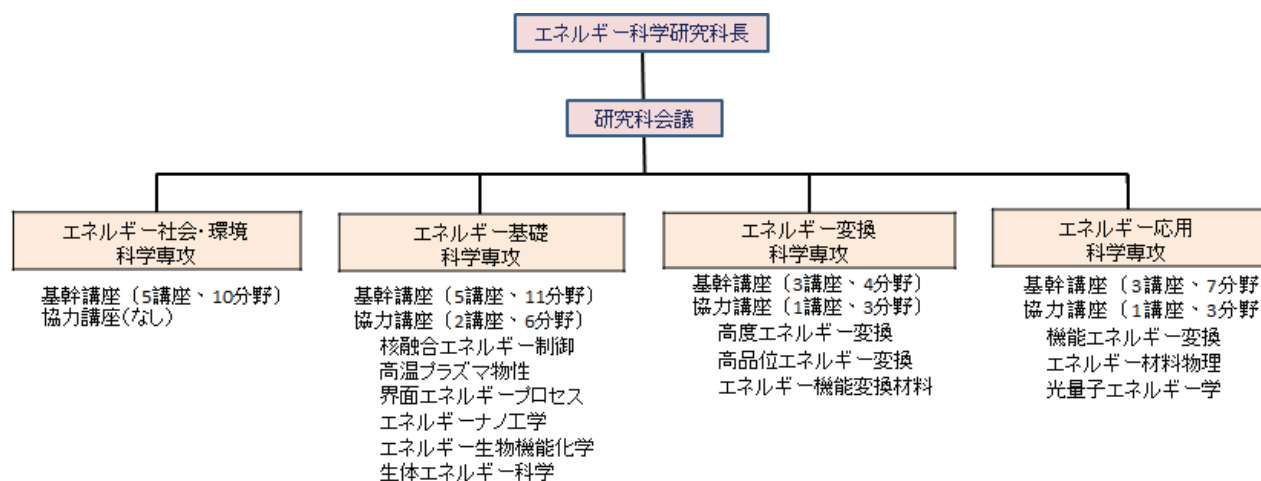 エネルギー科学研究科長
研究科会議
エネルギー社会・環境
科学専攻
基幹講座〔5講座、10分野〕
協力講座(なし)
エネルギー基礎
科学専攻
基幹講座〔5講座、11分野〕
協力講座〔2講座、6分野〕
核融合エネルギー制御
高温プラズマ物性
界面エネルギープロセス
エネルギーナノ工学
エネルギー生物機能化学
生体エネルギー科学
エネルギー変換
科学専攻
基幹講座〔3講座、4分野〕
協力講座〔1講座、3分野〕
高度エネルギー変換
高品位エネルギー変換
エネルギー機能変換材料
エネルギー応用
科学専攻
基幹講座〔3講座、7分野
協力講座〔1講座、3分野
機能エネルギー変換
エネルギー材料物理
光量子エネルギー学